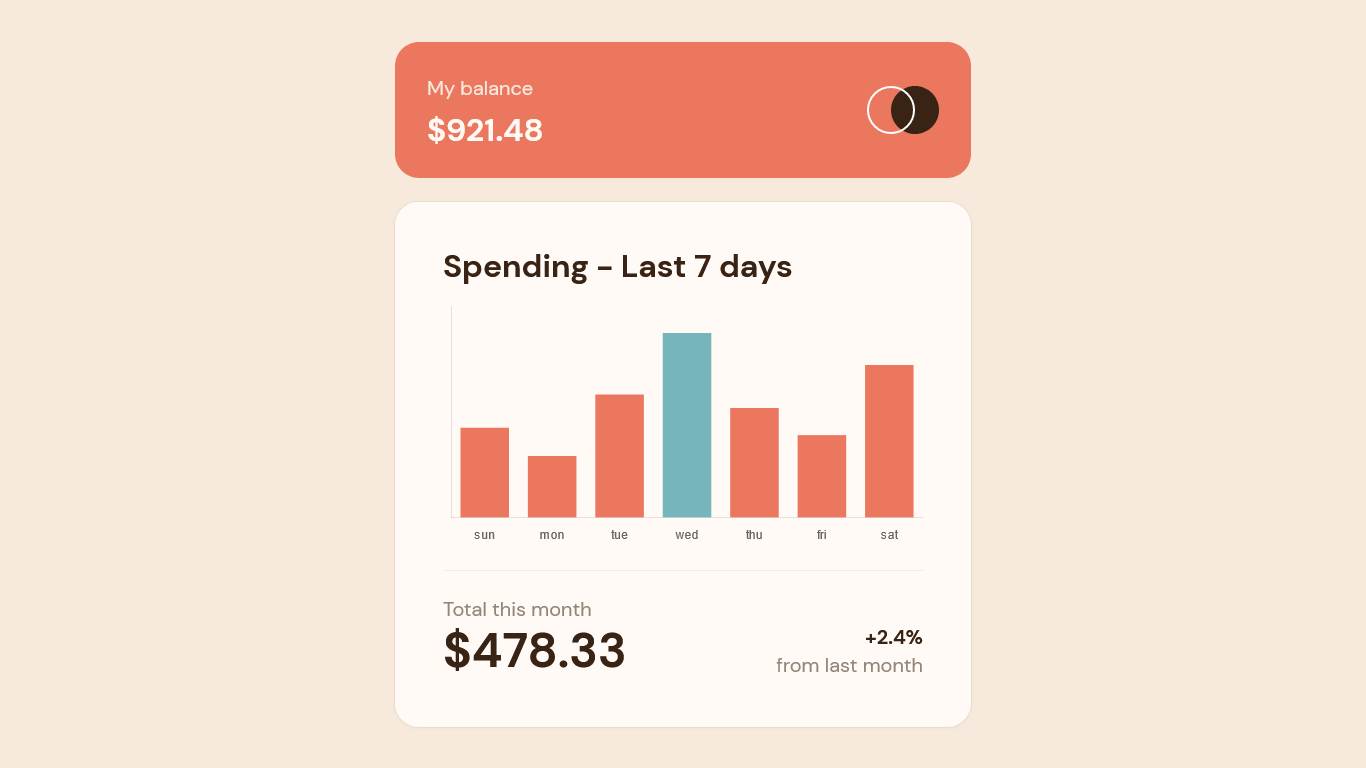 My balance
$921.48
Spending - Last 7 days
sun mon tue wed thu fri sat
Total this month
$478.33
+2.4%
from last month